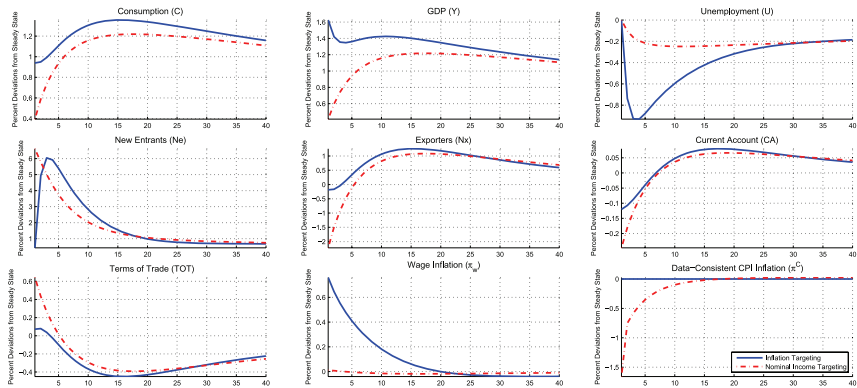 Consumption (C)
Percent Deviations from Steady State
1.2
1
0.8
0.6
0.4
5 10 15 20 25 30 35 40
GDP (Y)
Percent Deviations from Steady State
1.6
1.4
1.2
1
0.8
0.6
5 10 15 20 25 30 35 40
Unemployment (U)
Percent Deviations from Steady State
0
−0.2
−0.4
−0.6
−0.8
5 10 15 20 25 30 35 40
New Entrants (Ne)
Percent Deviations from Steady State
6
5
4
3
2
1
5 10 15 20 25 30 35 40
Exporters (Nx)
Percent Deviations from Steady State
1
0.5
0
−0.5
−1
−1.5
−2
5 10 15 20 25 30 35 40
Current Account (CA)
Percent Deviations from Steady State
0.05
0
−0.05
−0.1
−0.15
−0.2
5 10 15 20 25 30 35 40
Terms of Trade (TOT)
Percent Deviations from Steady State
0.6
0.4
0.2
0
−0.2
−0.4
5 10 15 20 25 30 35 40
Wage Inflation (πw)
Percent Deviations from Steady State
0.6
0.4
0.2
0
5 10 15 20 25 30 35 40
Data−Consistent CPI Inflation (π^C)
Percent Deviations from Steady State
0
−0.5
−1
−1.5
5 10 15 20 25 30 35 40
Inflation Targeting
Nominal Income Targeting